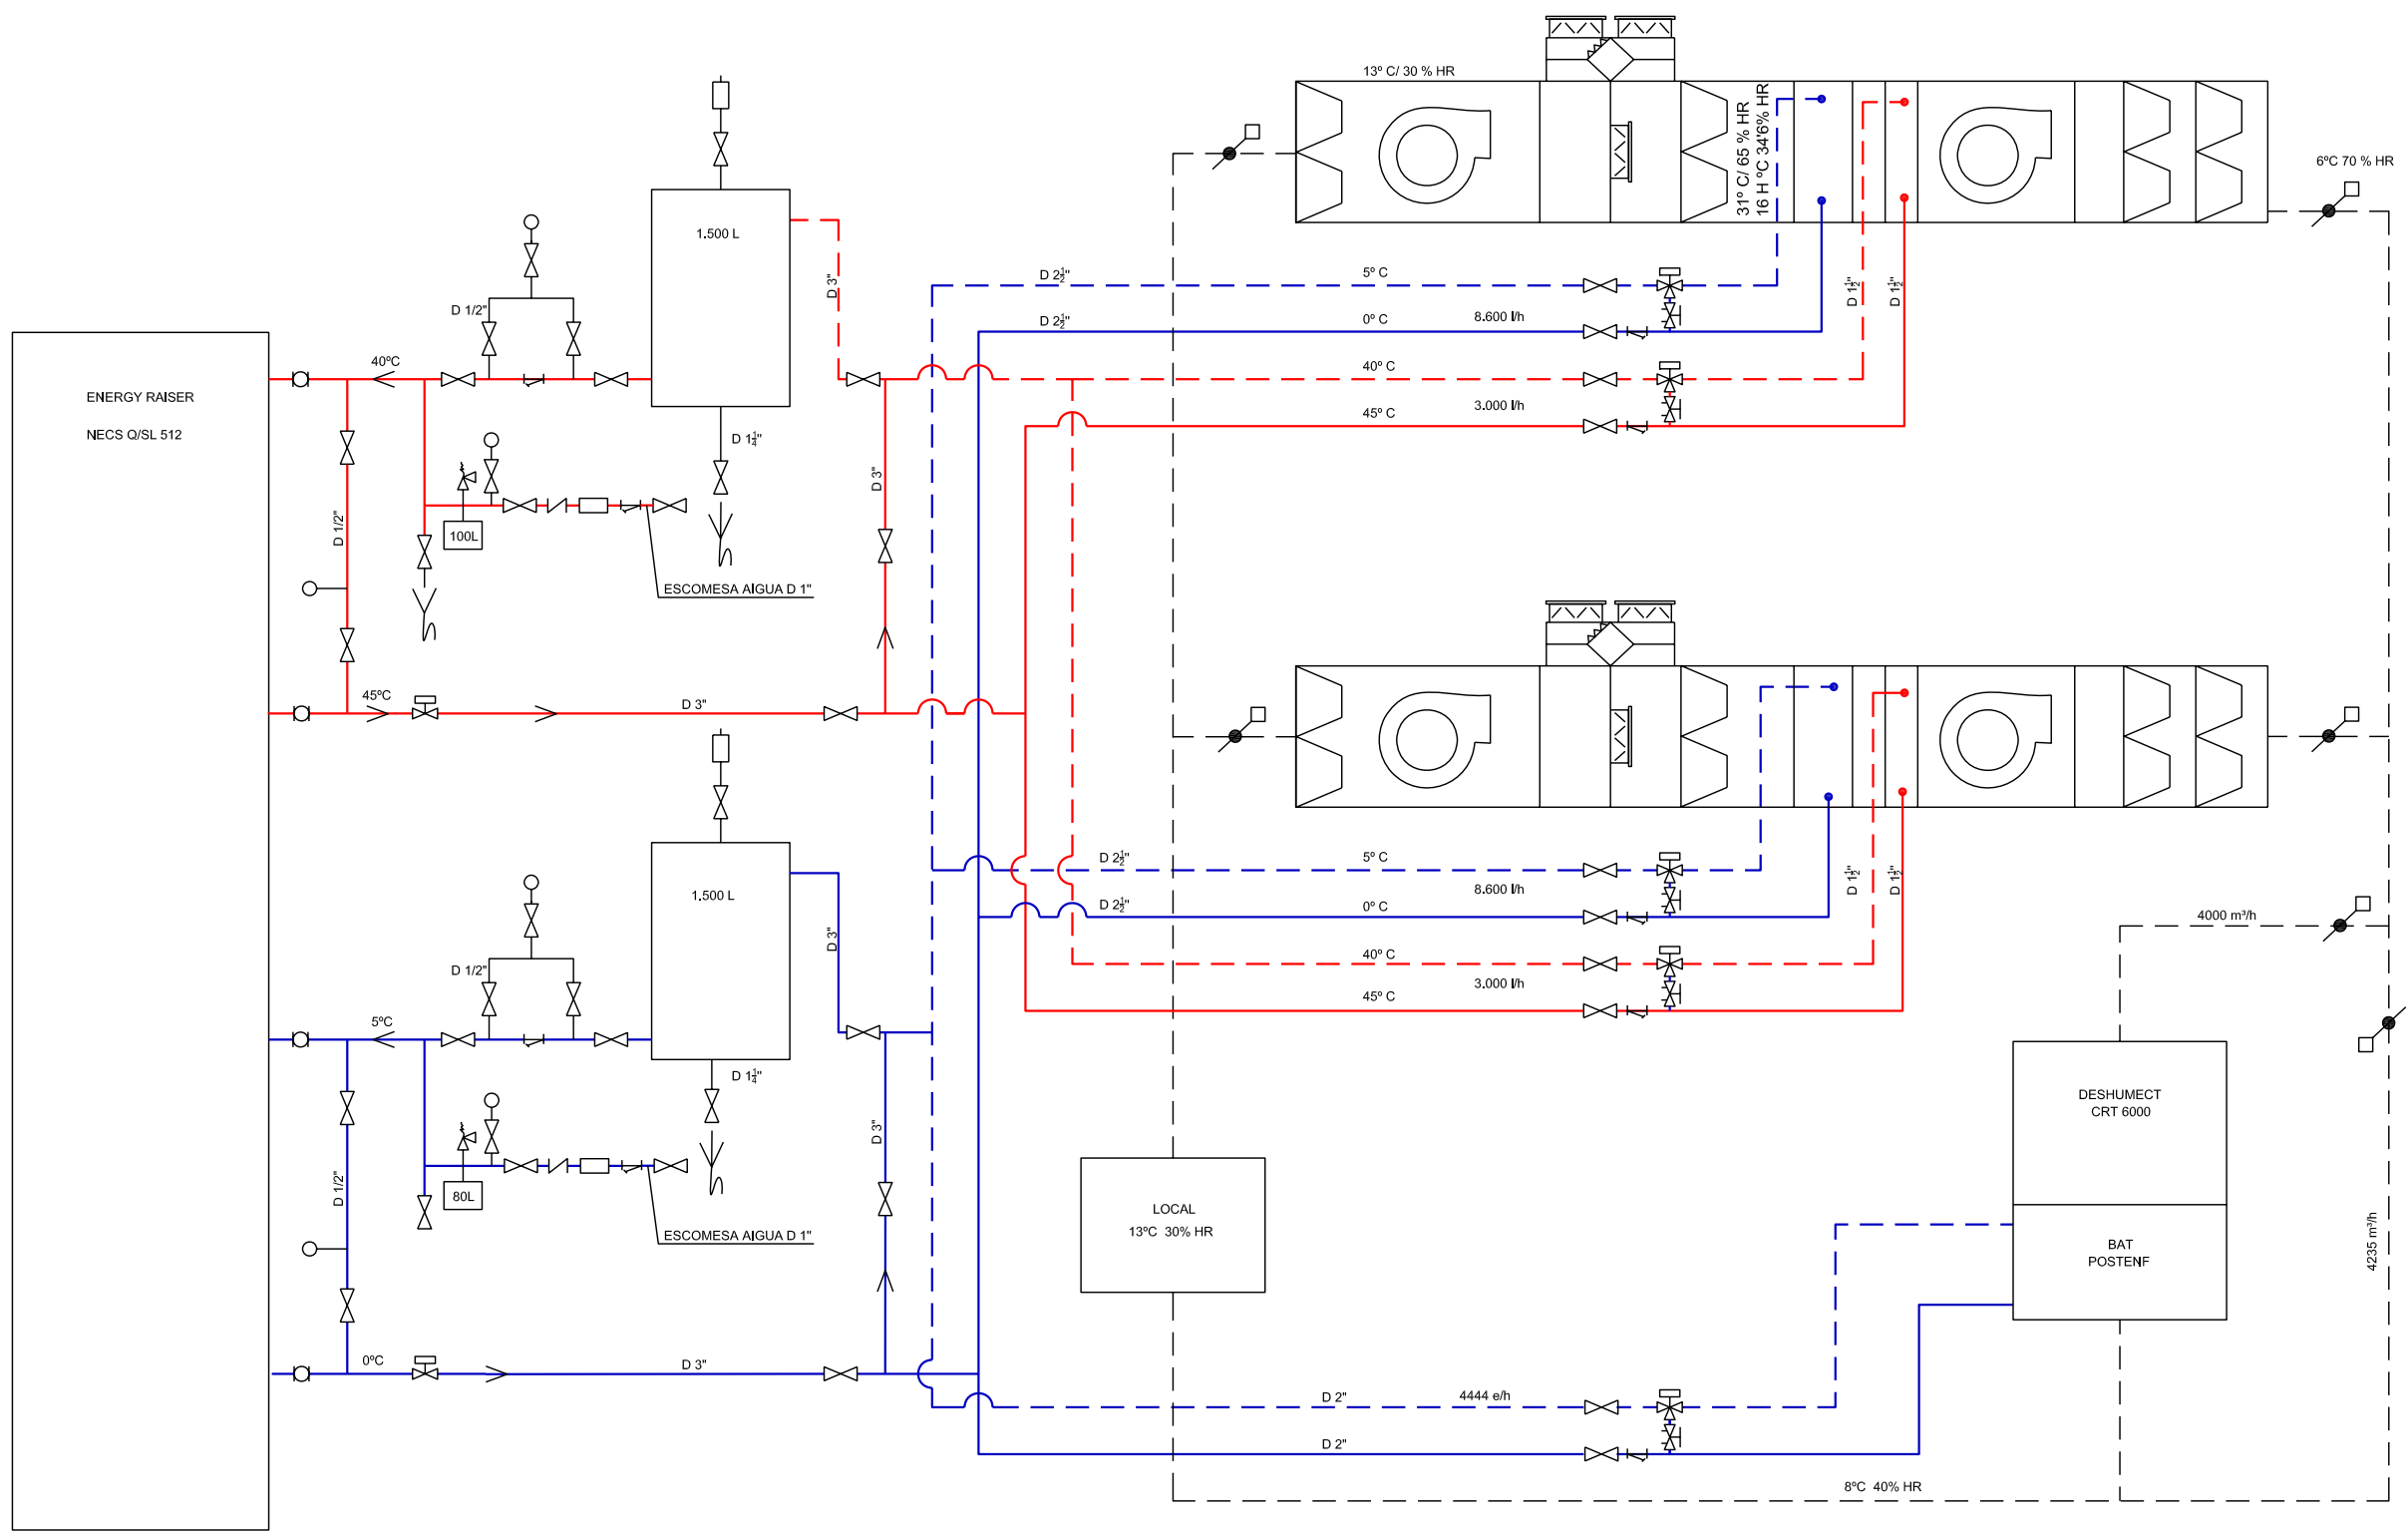 13º C/ 30 % HR
31º C/ 65 % HR
16 H ºC 34'6% HR
6ºC 70 % HR
1.500 L
D 3"
D 2½"
5º C
D 1/2"
D 2½"
0º C
8.600 l/h
D 1½"
D 1½"
40ºC
40º C
ENERGY RAISER
NECS Q/SL 512
3.000 l/h
45º C
D 1¼"
D 3"
D 1/2"
100L
ESCOMESA AIGUA D 1"
45ºC
D 3"
1.500 L
D 3"
D 2½"
5º C
8.600 l/h
D 2½"
0º C
D 1½"
D 1½"
4000 m³/h
D 1/2"
40º C
3.000 l/h
45º C
5ºC
D 1¼"
DESHUMECT
CRT 6000
D 3"
D 1/2"
80L
ESCOMESA AIGUA D 1"
LOCAL
13ºC 30% HR
BAT
POSTENF
4235 m³/h
0ºC
D 3"
D 2"
4444 e/h
D 2"
8ºC 40% HR